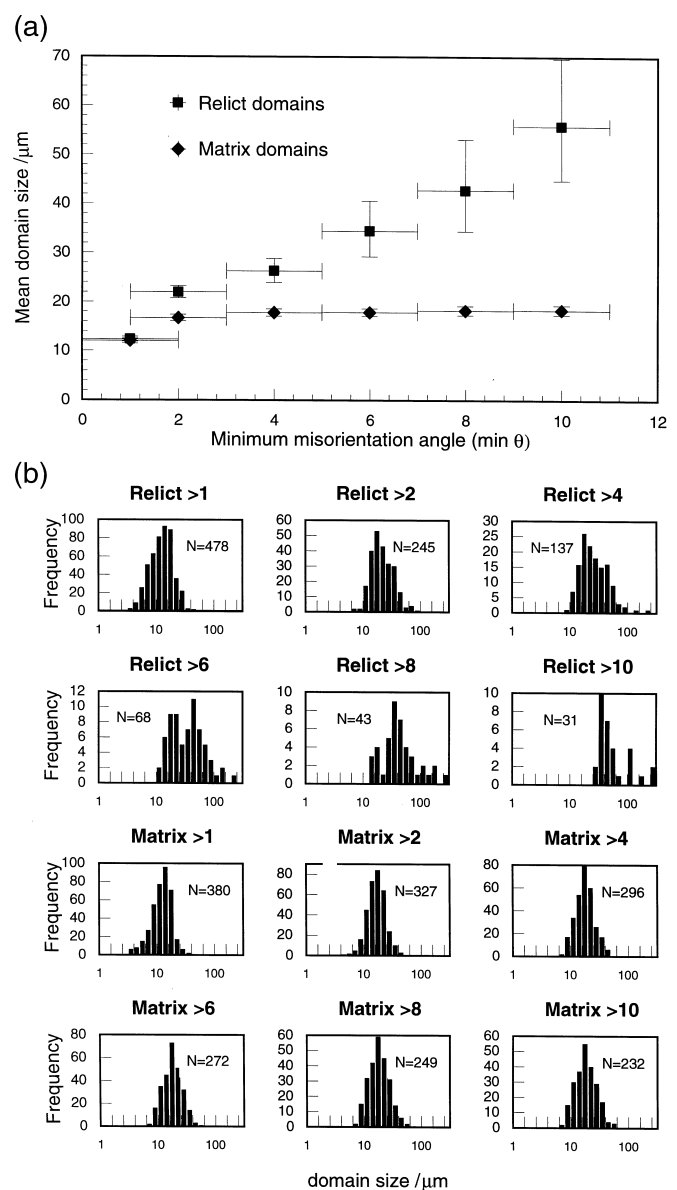 (a)
70
60
50
40
30
20
10
0
Mean domain size /μm
Relict domains
Matrix domains
0 2 4 6 8 10 12
Minimum misorientation angle (min θ)
(b)
Relict >1 Relict >2 Relict >4
Frequency
100
80
60
40
20
0
N=478
1 10 100
60
50
40
30
20
10
0
N=245
1 10 100
30
25
20
15
10
5
0
N=137
1 10 100
Relict >6 Relict >8 Relict >10
Frequency
12
10
8
6
4
2
0
N=68
1 10 100
10
8
6
4
2
0
N=43
1 10 100
10
8
6
4
2
0
N=31
1 10 100
Matrix >1 Matrix >2 Matrix >4
Frequency
100
80
60
40
20
0
N=380
1 10 100
80
60
40
20
0
N=327
1 10 100
80
60
40
20
0
N=296
1 10 100
Matrix >6 Matrix >8 Matrix >10
Frequency
80
60
40
20
0
N=272
1 10 100
60
50
40
30
20
10
0
N=249
1 10 100
60
50
40
30
20
10
0
N=232
1 10 100
domain size /μm